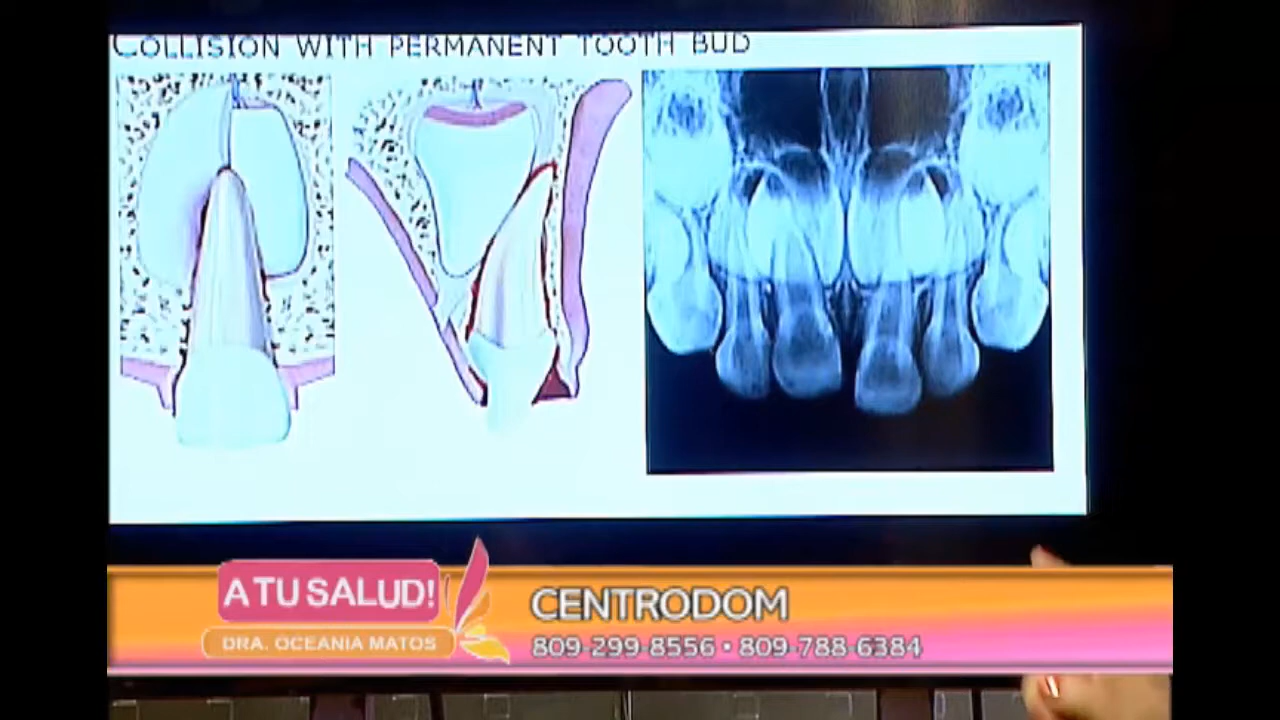 COLLISION WITH PERMANENT TOOTH BUD
A TU SALUD!
DRA. OCEANIA MATOS
CENTRODOM
809-299-8556 • 809-788-6384